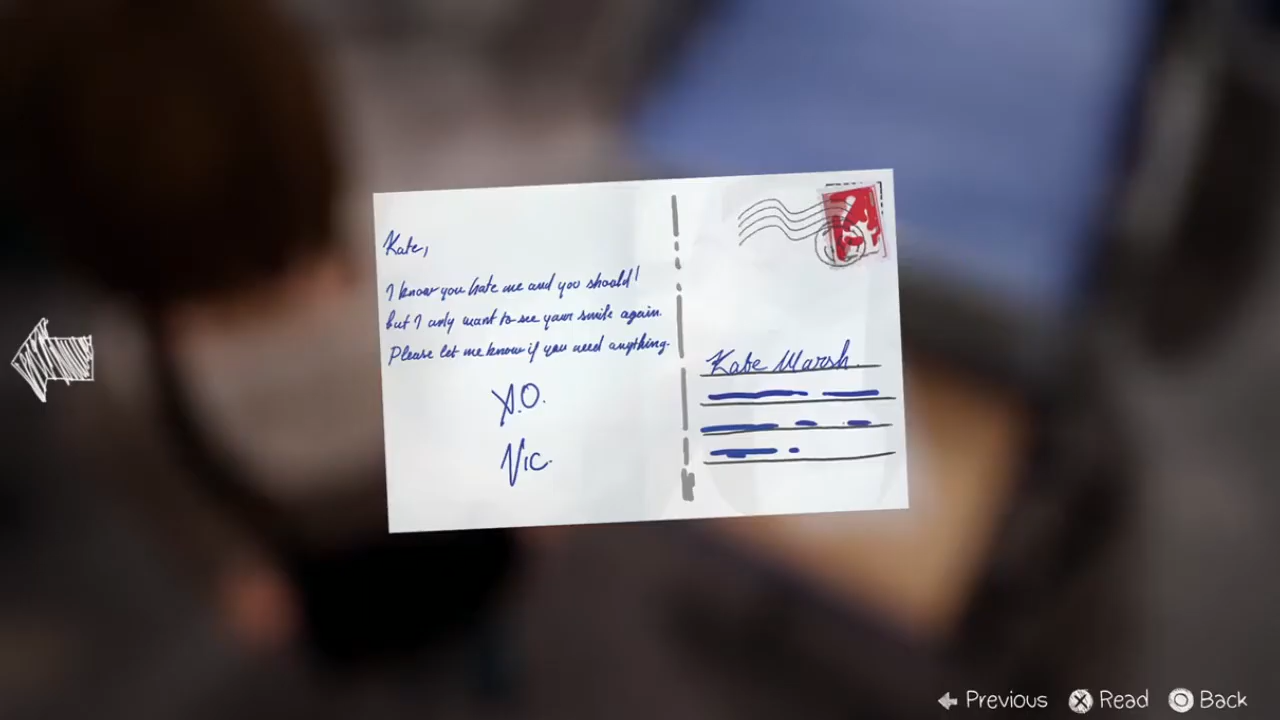 Kate,
I know you hate me and you should!
but I only want to see your smile again.
Please let me know if you need anything.
X.O.
Vic.
Kate Marsh
Previous Read Back